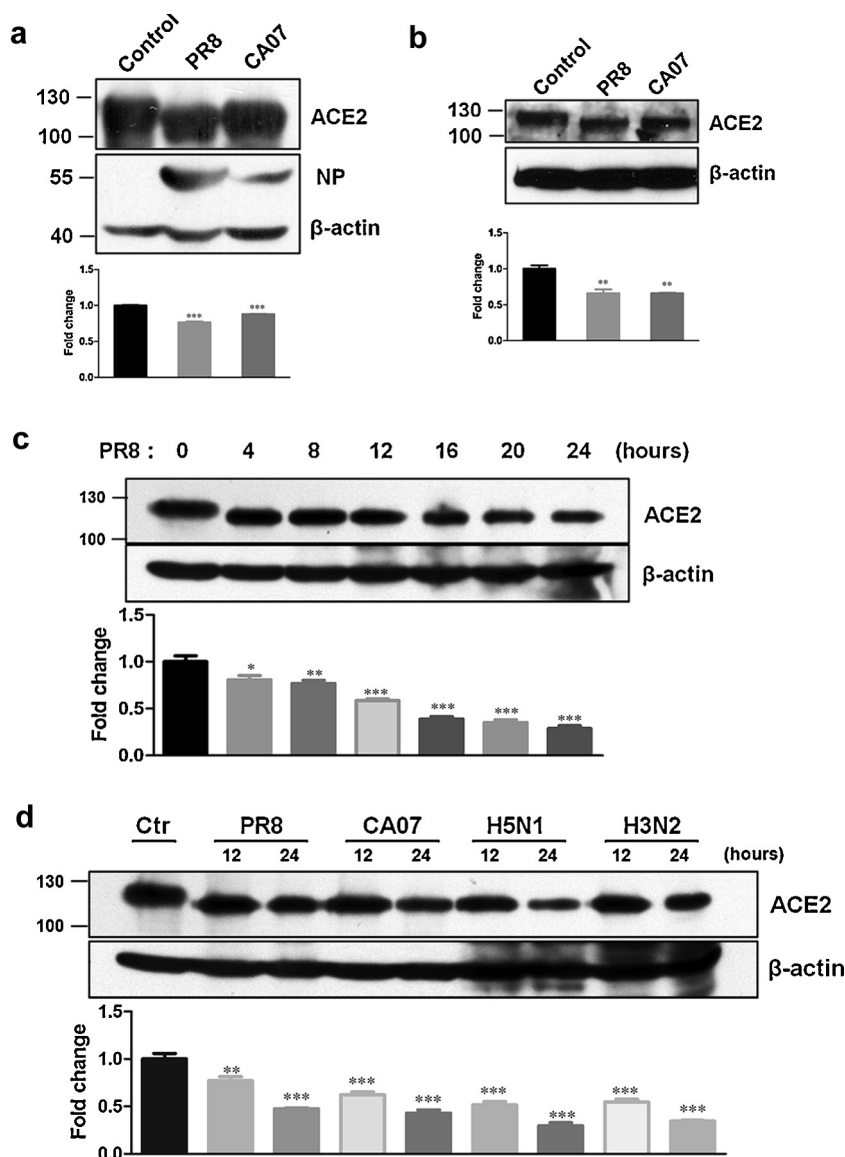 a
Control PR8 CA07
130
100
ACE2
55
NP
40
β-actin
1.5
1.0
0.5
0.0
Fold change
*** ***
b
Control PR8 CA07
130
100
ACE2
β-actin
1.5
1.0
0.5
0.0
Fold change
** **
c
PR8 : 0 4 8 12 16 20 24 (hours)
130
100
ACE2
β-actin
1.5
1.0
0.5
0.0
Fold change
* ** *** *** *** ***
d
Ctr PR8 CA07 H5N1 H3N2
12 24 12 24 12 24 12 24 (hours)
130
100
ACE2
β-actin
1.5
1.0
0.5
0.0
Fold change
** *** *** *** *** *** *** ***